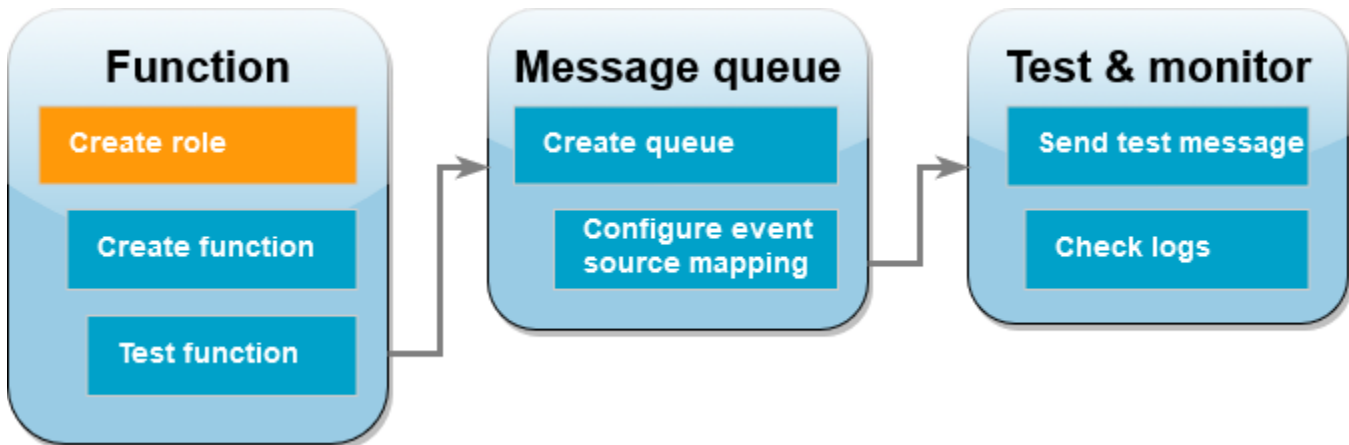 Function
Create role
Create function
Test function
Message queue
Create queue
Configure event
source mapping
Test & monitor
Send test message
Check logs